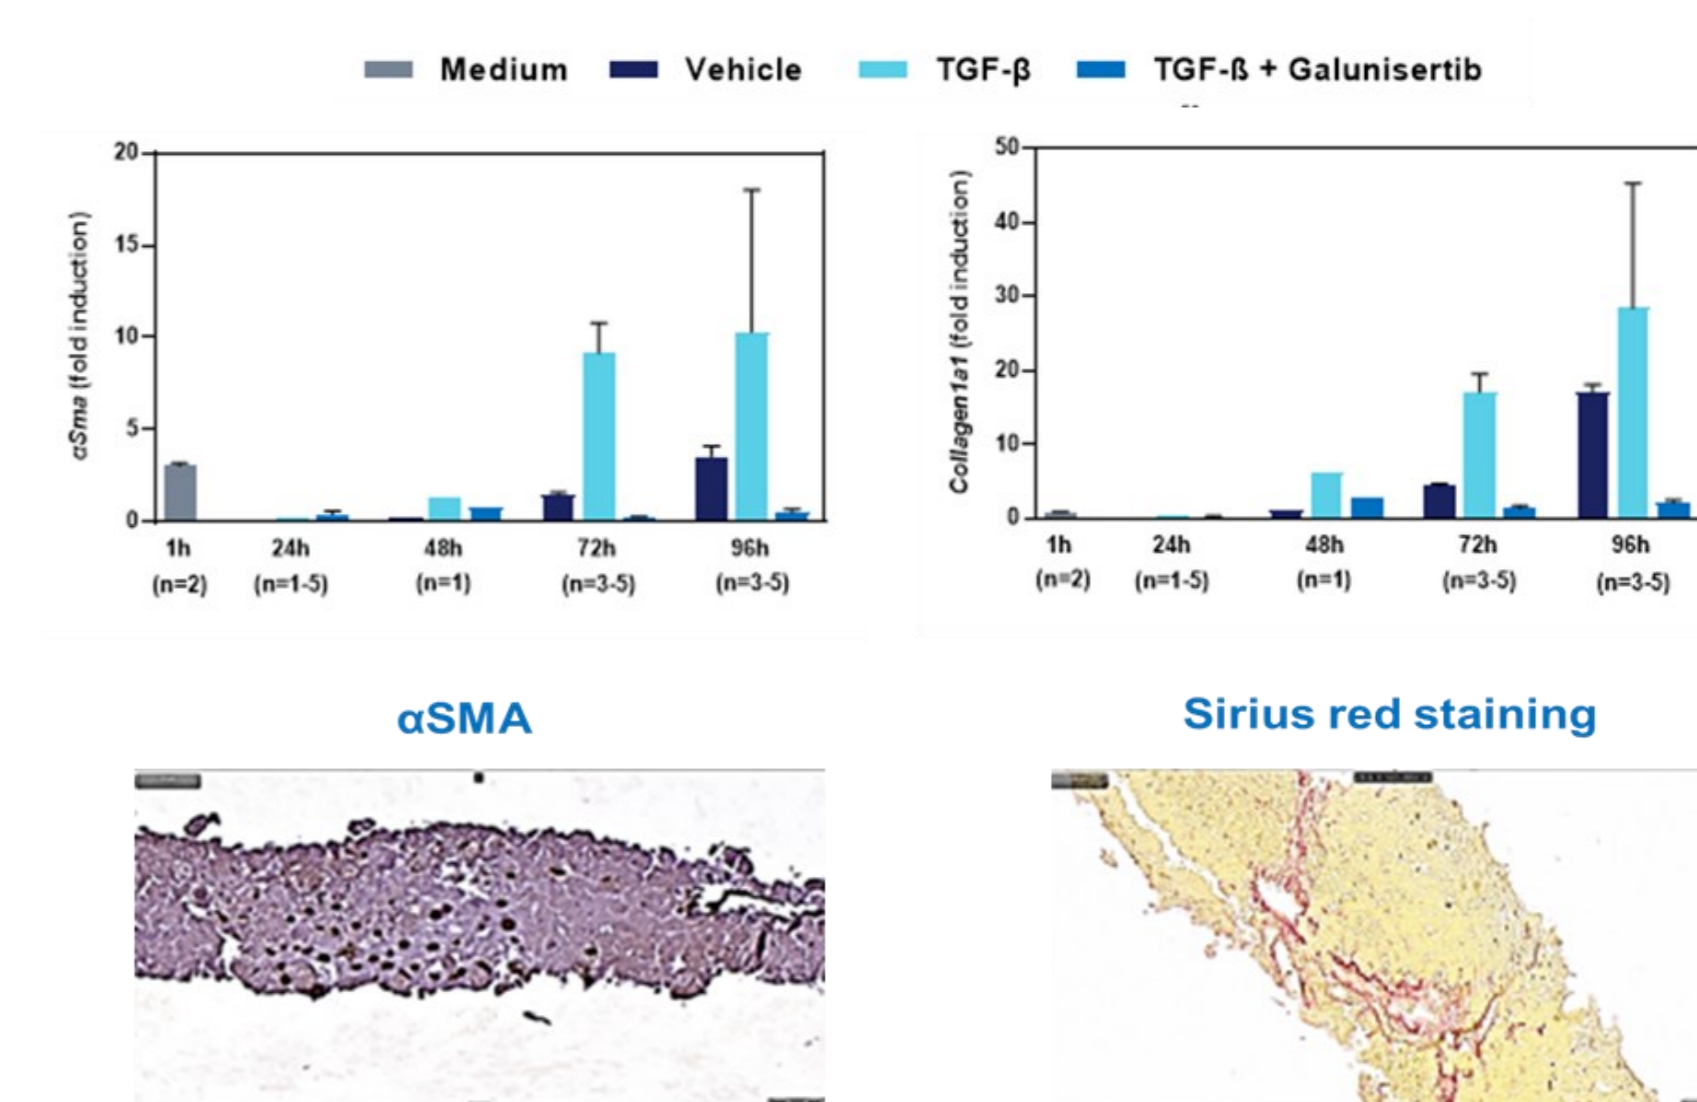 Medium Vehicle TGF-β TGF-ß + Galunisertib
αSma (fold induction)
20
15
10
5
0
1h 24h 48h 72h 96h
(n=2) (n=1-5) (n=1) (n=3-5) (n=3-5)
Collagen1a1 (fold induction)
50
40
30
20
10
0
1h 24h 48h 72h 96h
(n=2) (n=1-5) (n=1) (n=3-5) (n=3-5)
αSMA
Sirius red staining